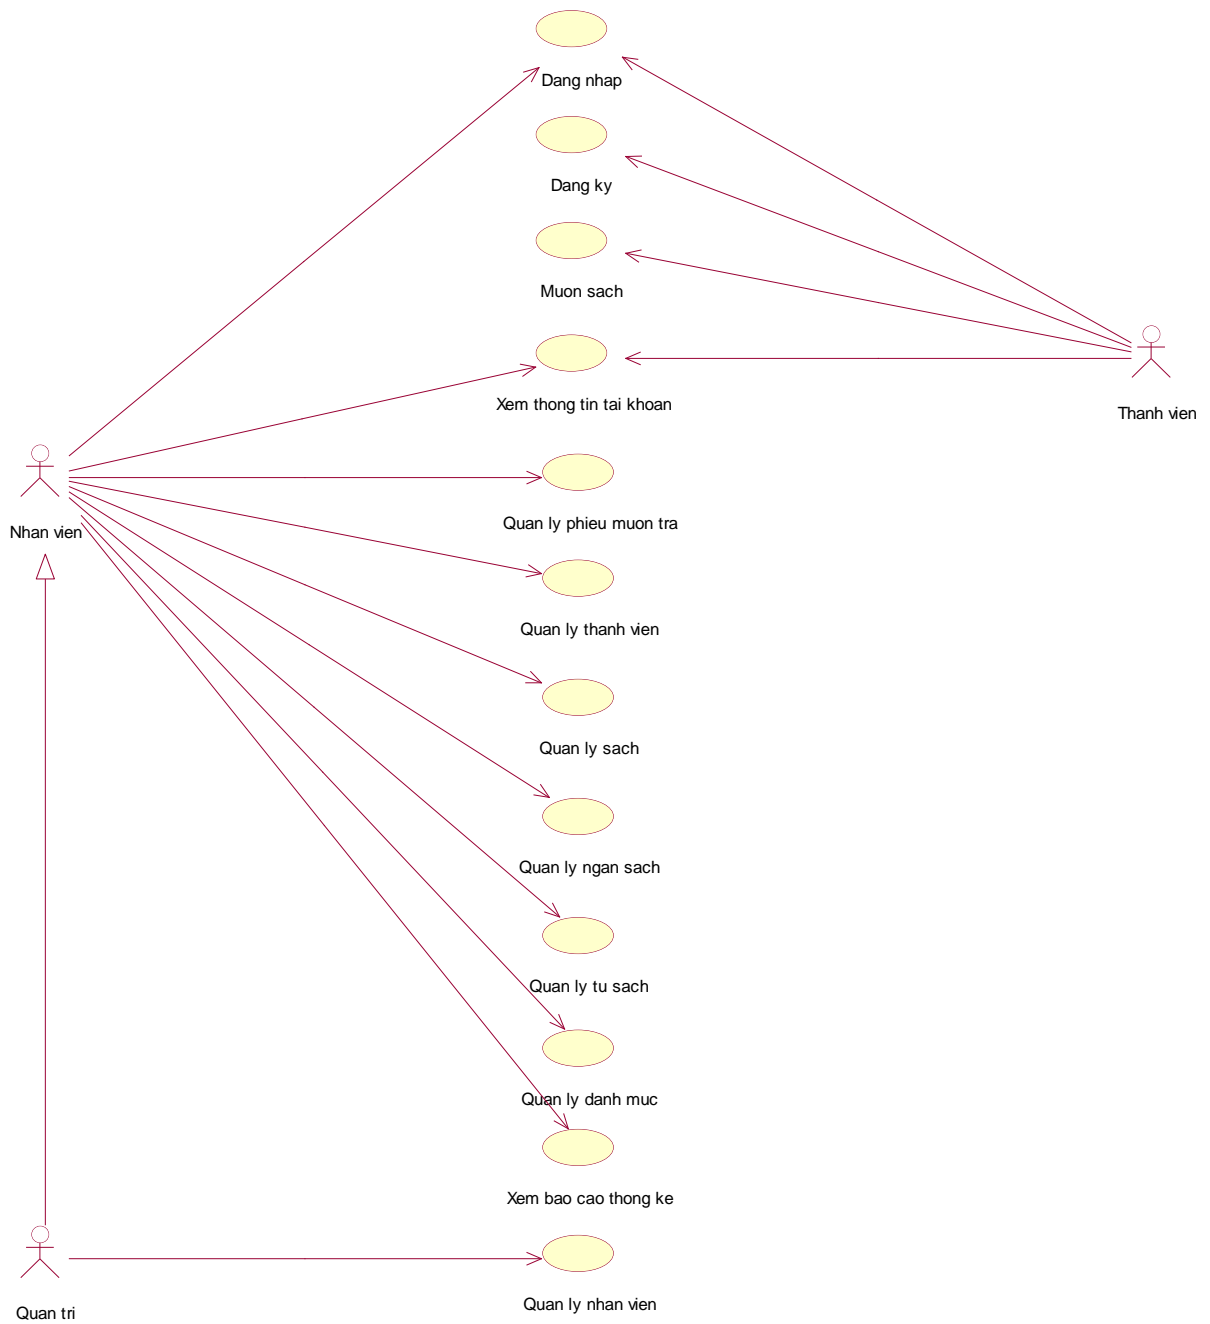 Dang nhap
Dang ky
Muon sach
Xem thong tin tai khoan
Thanh vien
Quan ly phieu muon tra
Nhan vien
Quan ly thanh vien
Quan ly sach
Quan ly ngan sach
Quan ly tu sach
Quan ly danh muc
Xem bao cao thong ke
Quan ly nhan vien
Quan tri